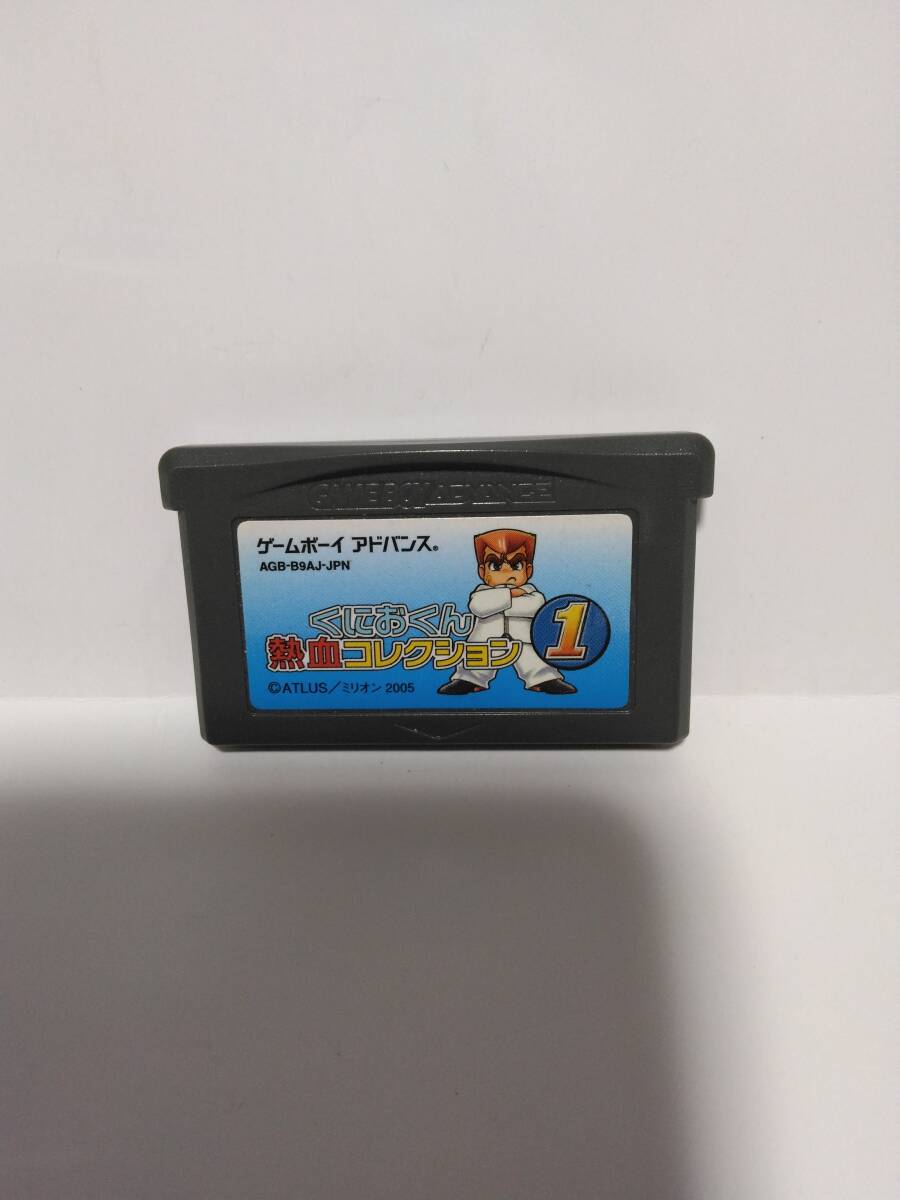 GAME BOY ADVANCE
ゲームボーイ アドバンス®
AGB-B9AJ-JPN
くにおくん
熱血コレクション 1
©ATLUS/ミリオン 2005